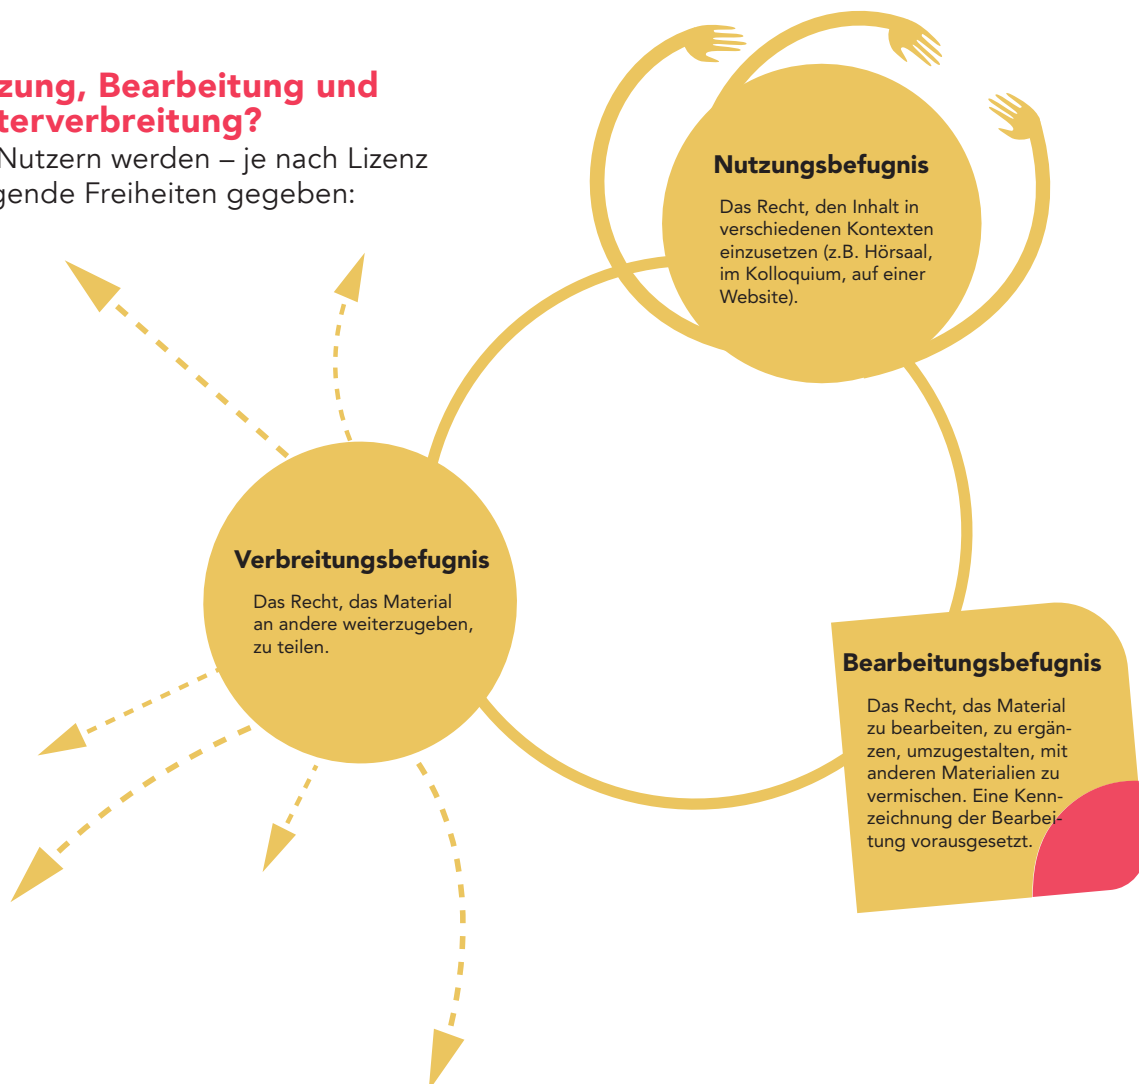 zung, Bearbeitung und
terverbreitung?
Nutzern werden – je nach Lizenz
gende Freiheiten gegeben:
Nutzungsbefugnis
Das Recht, den Inhalt in
verschiedenen Kontexten
einzusetzen (z.B. Hörsaal,
im Kolloquium, auf einer
Website).
Verbreitungsbefugnis
Das Recht, das Material
an andere weiterzugeben,
zu teilen.
Bearbeitungsbefugnis
Das Recht, das Material
zu bearbeiten, zu ergän-
zen, umzugestalten, mit
anderen Materialien zu
vermischen. Eine Kenn-
zeichnung der Bearbei-
tung vorausgesetzt.